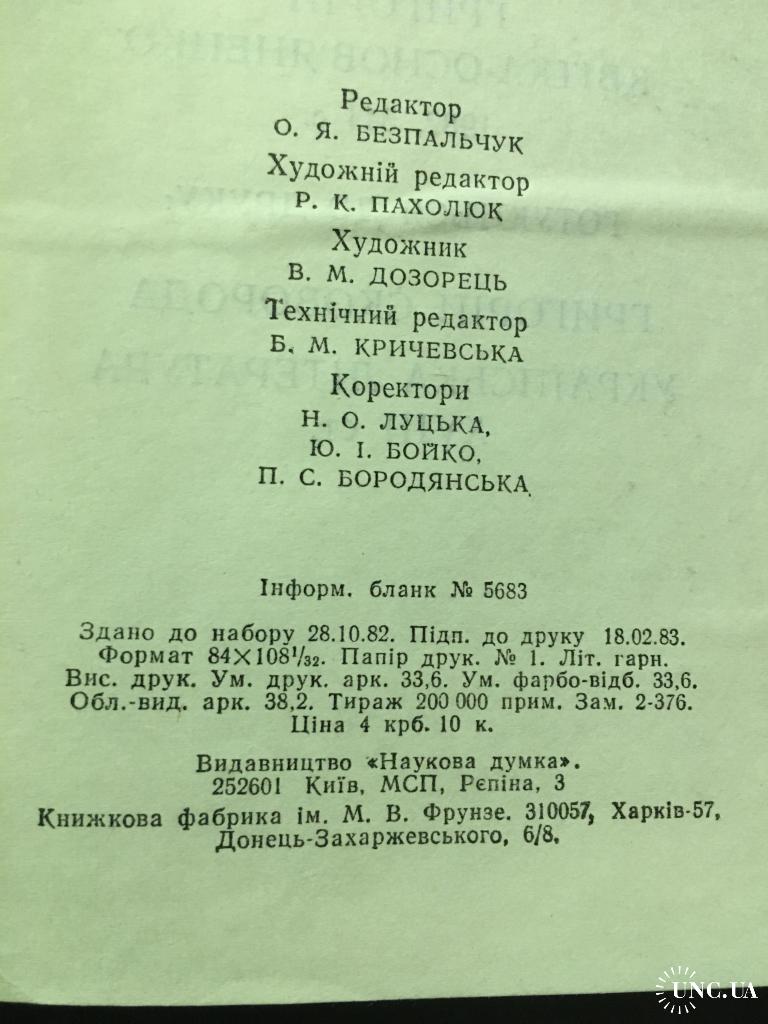 Редактор
О. Я. БЕЗПАЛЬЧУК
Художній редактор
Р. К. ПАХОЛЮК
Художник
В. М. ДОЗОРЕЦЬ
Технічний редактор
Б. М. КРИЧЕВСЬКА
Коректори
Н. О. ЛУЦЬКА,
Ю. І. БОЙКО,
П. С. БОРОДЯНСЬКА
Інформ. бланк № 5683
Здано до набору 28.10.82. Підп. до друку 18.02.83.
Формат 84×108 1/32. Папір друк. № 1. Літ. гарн.
Вис. друк. Ум. друк. арк. 33,6. Ум. фарбо-відб. 33,6.
Обл.-вид. арк. 38,2. Тираж 200 000 прим. Зам. 2-376.
Ціна 4 крб. 10 к.
Видавництво «Наукова думка».
252601 Київ, МСП, Рєпіна, 3
Книжкова фабрика ім. М. В. Фрунзе. 310057, Харків-57,
Донець-Захаржевського, 6/8.
UNC.UA